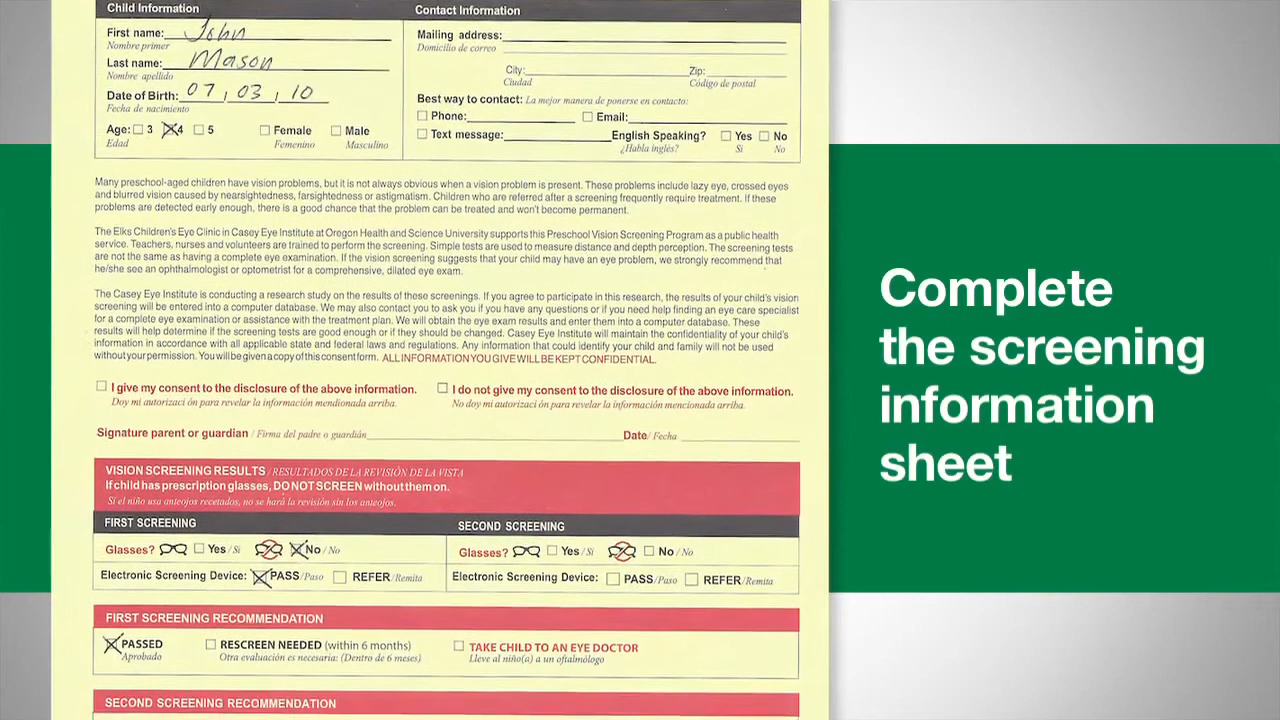 Child Information
First name: John
Nombre primer
Last name: Mason
Nombre apellido
Date of Birth: 07, 03, 10
Fecha de nacimiento
Age: 3 4 5 Female Male
Edad Femenino Masculino
Contact Information
Mailing address:
Domicilio de correo
City: Zip:
Ciudad Código de postal
Best way to contact: La mejor manera de ponerse en contacto:
Phone: Email:
Text message: English Speaking? Yes No
¿Habla inglés? Si No
Many preschool-aged children have vision problems, but it is not always obvious when a vision problem is present. These problems include lazy eye, crossed eyes
and blurred vision caused by nearsightedness, farsightedness or astigmatism. Children who are referred after a screening frequently require treatment. If these
problems are detected early enough, there is a good chance that the problem can be treated and won't become permanent.
The Elks Children's Eye Clinic in Casey Eye Institute at Oregon Health and Science University supports this Preschool Vision Screening Program as a public health
service. Teachers, nurses and volunteers are trained to perform the screening. Simple tests are used to measure distance and depth perception. The screening tests
are not the same as having a complete eye examination. If the vision screening suggests that your child may have an eye problem, we strongly recommend that
he/she see an ophthalmologist or optometrist for a comprehensive, dilated eye exam.
The Casey Eye Institute is conducting a research study on the results of these screenings. If you agree to participate in this research, the results of your child's vision
screening will be entered into a computer database. We may also contact you to ask you if you have any questions or if you need help finding an eye care specialist
for a complete eye examination or assistance with the treatment plan. We will obtain the eye exam results and enter them into a computer database. These
results will help determine if the screening tests are good enough or if they should be changed. Casey Eye Institute will maintain the confidentiality of your child's
information in accordance with all applicable state and federal laws and regulations. Any information that could identify your child and family will not be used
without your permission. You will be given a copy of this consent form. ALL INFORMATION YOU GIVE WILL BE KEPT CONFIDENTIAL.
I give my consent to the disclosure of the above information. I do not give my consent to the disclosure of the above information.
Doy mi autorizaci ón para revelar la información mencionada arriba. No doy mi autorizaci ón para revelar la información mencionada arriba.
Signature parent or guardian / Firma del padre o guardián Date/ Fecha
VISION SCREENING RESULTS / RESULTADOS DE LA REVISIÓN DE LA VISTA
If child has prescription glasses, DO NOT SCREEN without them on.
Si el niño usa anteojos recetados, no se hará la revisión sin los anteojos.
FIRST SCREENING SECOND SCREENING
Glasses? Yes / Si No / No Glasses? Yes / Si No / No
Electronic Screening Device: PASS/Paso REFER/Remita Electronic Screening Device: PASS/Paso REFER/Remita
FIRST SCREENING RECOMMENDATION
PASSED RESCREEN NEEDED (within 6 months) TAKE CHILD TO AN EYE DOCTOR
Aprobado Otra evaluación es necesaria: (Dentro de 6 meses) Lleve al niño(a) a un oftalmólogo
SECOND SCREENING RECOMMENDATION
Complete
the screening
information
sheet